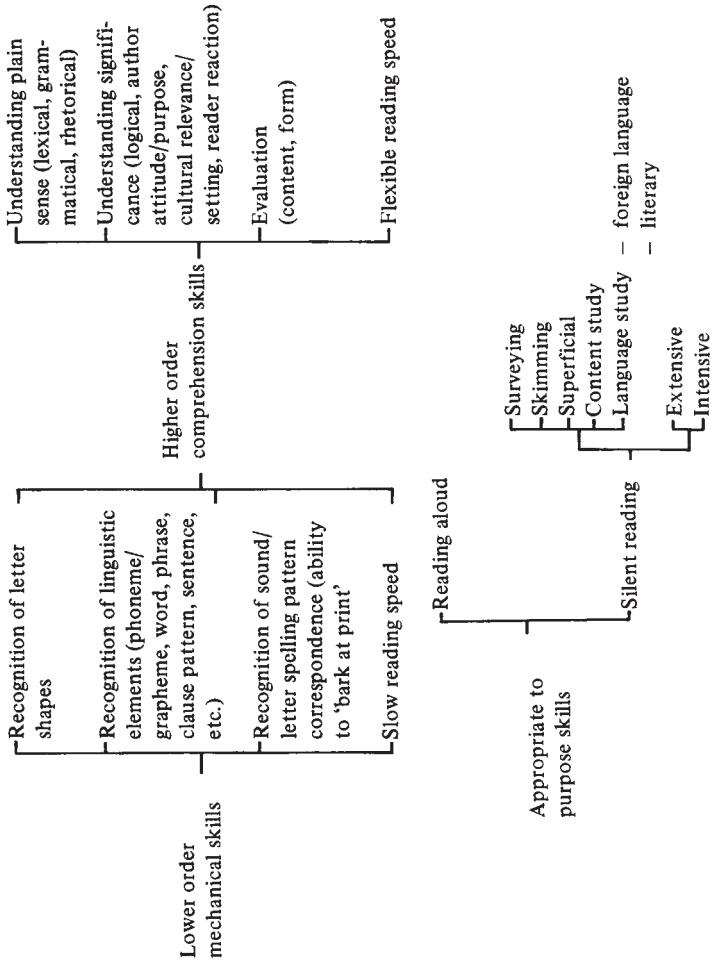 Lower order
mechanical skills
Recognition of letter
shapes
Recognition of linguistic
elements (phoneme/
grapheme, word, phrase,
clause pattern, sentence,
etc.)
Recognition of sound/
letter spelling pattern
correspondence (ability
to ‘bark at print’
Slow reading speed
Higher order
comprehension skills
Understanding plain
sense (lexical, gram-
matical, rhetorical)
Understanding signifi-
cance (logical, author
attitude/purpose,
cultural relevance/
setting, reader reaction)
Evaluation
(content, form)
Flexible reading speed
Appropriate to
purpose skills
Reading aloud
Silent reading
Surveying
Skimming
Superficial
Content study
Language study – foreign language
– literary
Extensive
Intensive